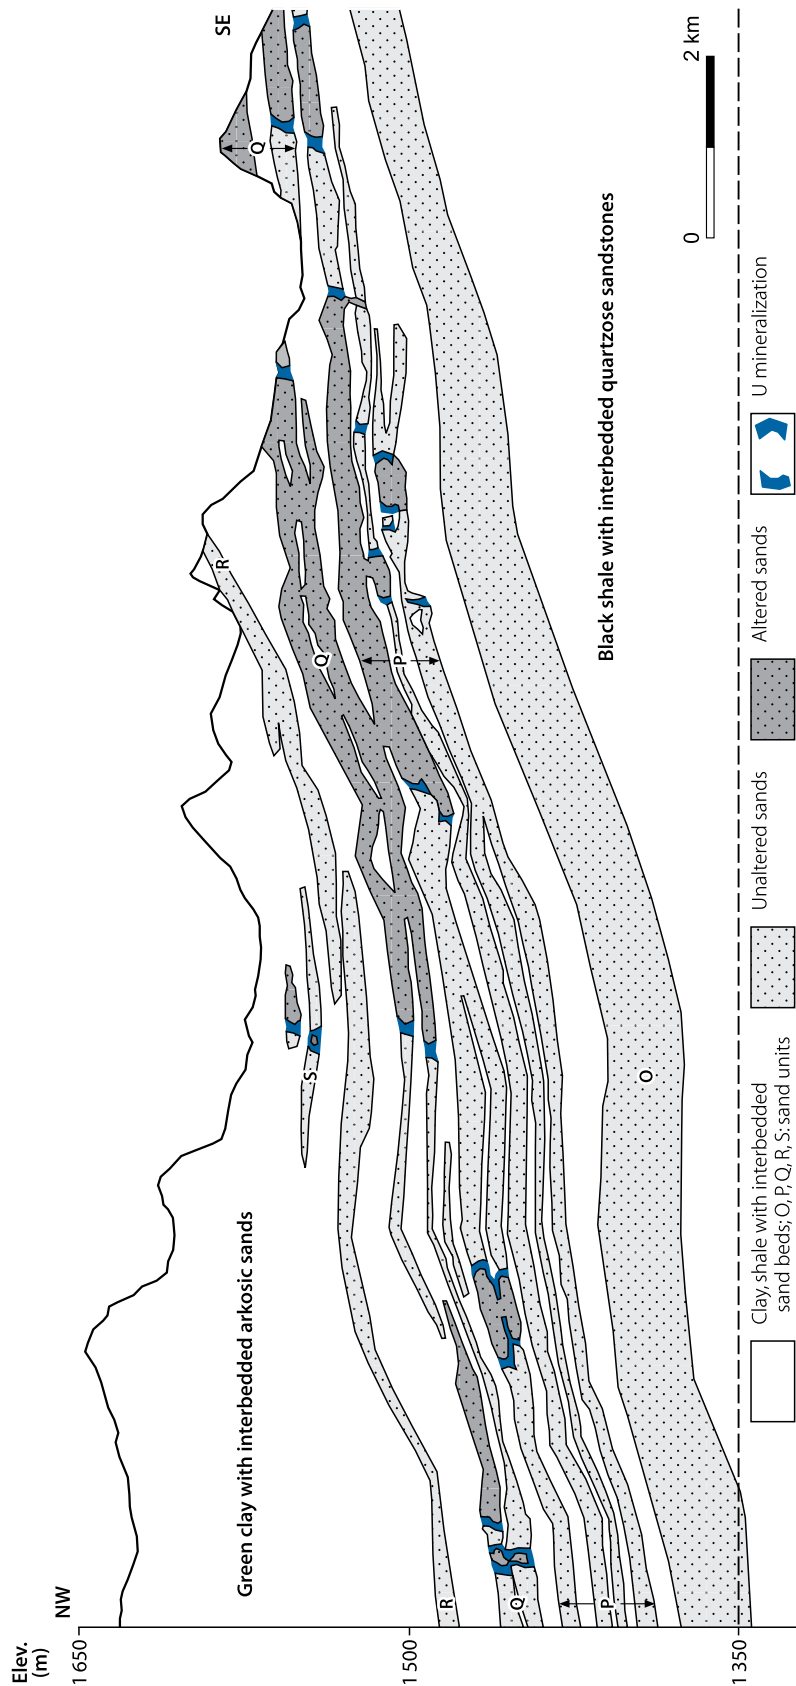 Elev.
(m)
1 650
1 500
1 350
NW
SE
Green clay with interbedded arkosic sands
Black shale with interbedded quartzose sandstones
R
Q
P
S
O
Q
P
R
Q
0
2 km
Clay, shale with interbedded
sand beds; O, P, Q, R, S: sand units
Unaltered sands
Altered sands
U mineralization